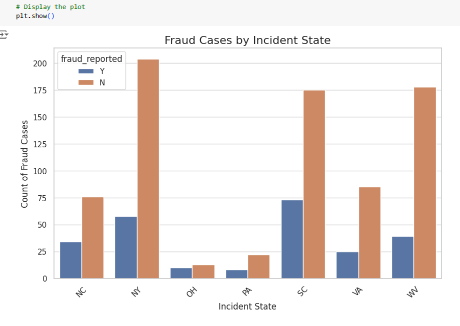 # Display the plot
plt.show()
Fraud Cases by Incident State
fraud_reported
Y
N
200
175
150
125
100
75
50
25
0
Count of Fraud Cases
NC
NY
OH
PA
SC
VA
WV
Incident State